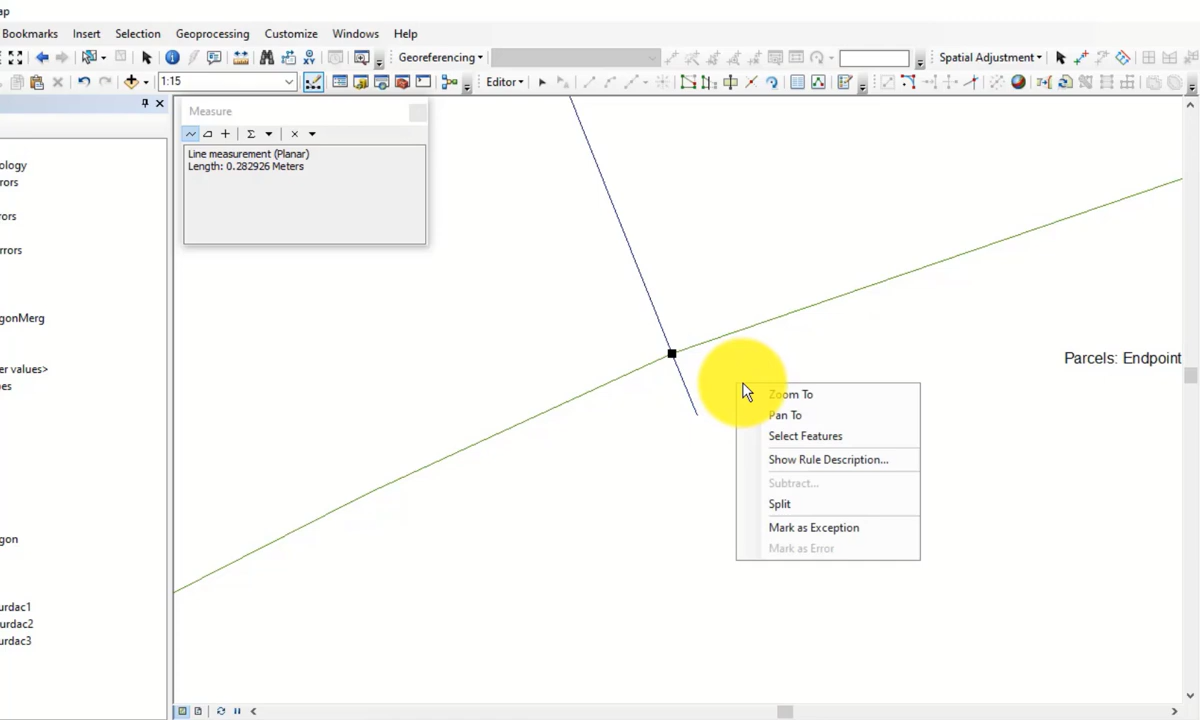 ap
Bookmarks Insert Selection Geoprocessing Customize Windows Help
Georeferencing Spatial Adjustment
1:15 Editor
Measure
Line measurement (Planar)
Length: 0.282926 Meters
ology
rors
rors
rrors
gonMerg
er values>
pes
gon
urdac1
urdac2
urdac3
Parcels: Endpoint
Zoom To
Pan To
Select Features
Show Rule Description...
Subtract...
Split
Mark as Exception
Mark as Error